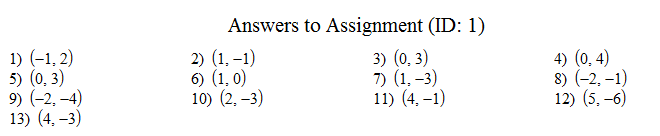 Answers to Assignment (ID: 1)
1) (−1, 2) 2) (1, −1) 3) (0, 3) 4) (0, 4)
5) (0, 3) 6) (1, 0) 7) (1, −3) 8) (−2, −1)
9) (−2, −4) 10) (2, −3) 11) (4, −1) 12) (5, −6)
13) (4, −3)